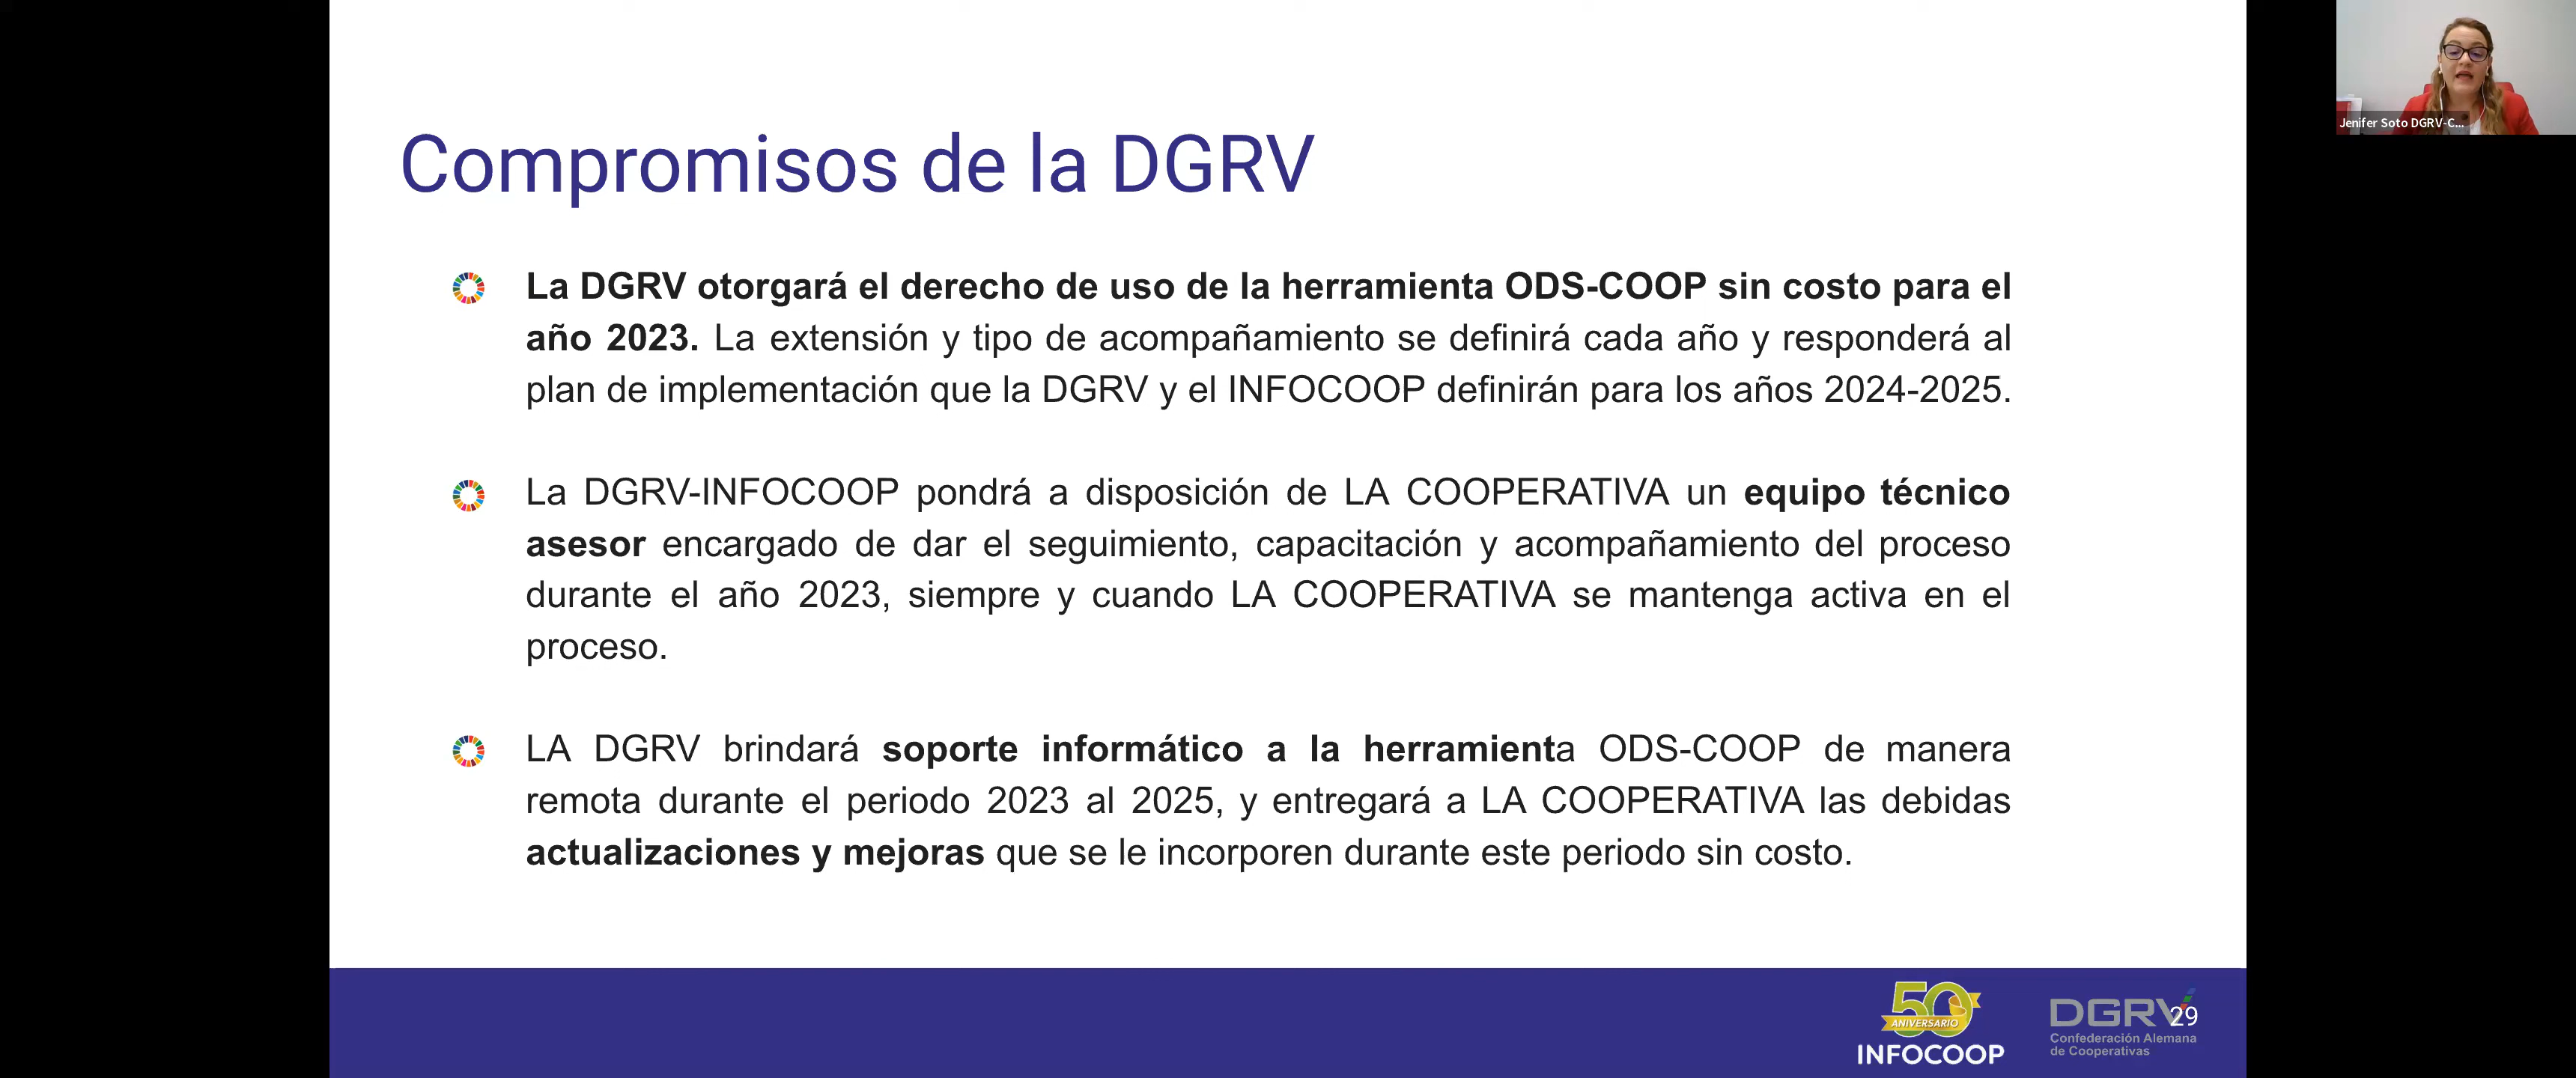 Compromisos de la DGRV
La DGRV otorgará el derecho de uso de la herramienta ODS-COOP sin costo para el
año 2023. La extensión y tipo de acompañamiento se definirá cada año y responderá al
plan de implementación que la DGRV y el INFOCOOP definirán para los años 2024-2025.
La DGRV-INFOCOOP pondrá a disposición de LA COOPERATIVA un equipo técnico
asesor encargado de dar el seguimiento, capacitación y acompañamiento del proceso
durante el año 2023, siempre y cuando LA COOPERATIVA se mantenga activa en el
proceso.
LA DGRV brindará soporte informático a la herramienta ODS-COOP de manera
remota durante el periodo 2023 al 2025, y entregará a LA COOPERATIVA las debidas
actualizaciones y mejoras que se le incorporen durante este periodo sin costo.
50
ANIVERSARIO
INFOCOOP
DGRV
29
Confederación Alemana
de Cooperativas
Jenifer Soto DGRV-C...